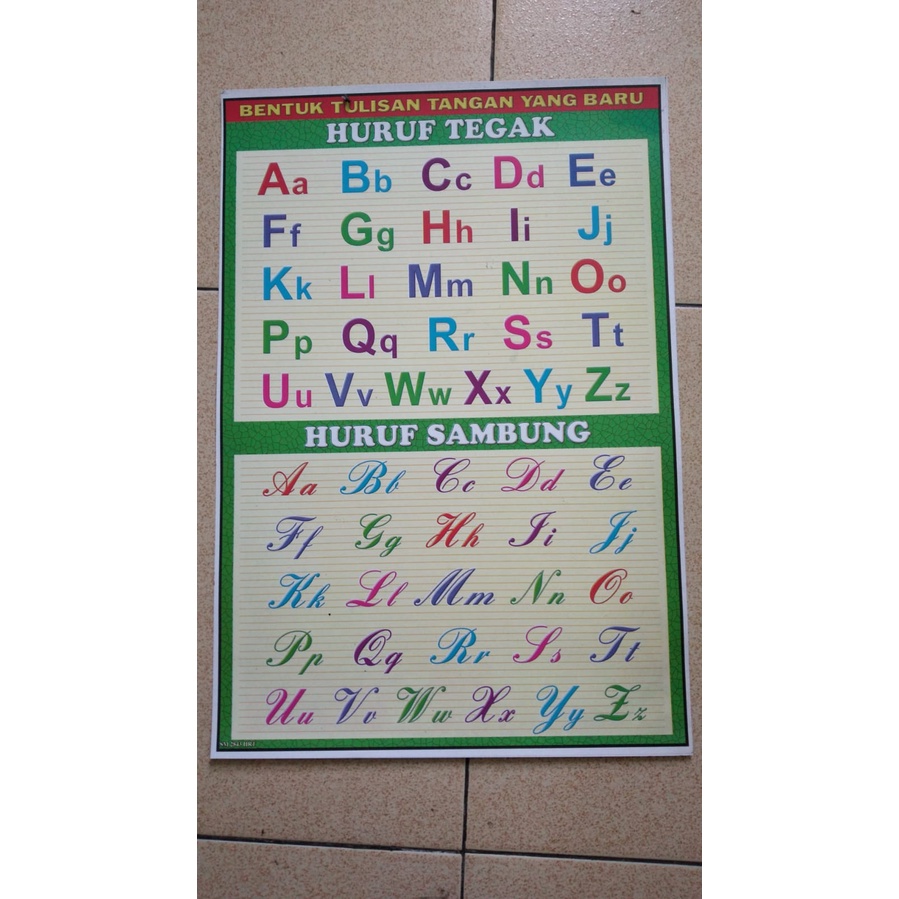 BENTUK TULISAN TANGAN YANG BARU
HURUF TEGAK
Aa Bb Cc Dd Ee
Ff Gg Hh Ii Jj
Kk Ll Mm Nn Oo
Pp Qq Rr Ss Tt
Uu Vv Ww Xx Yy Zz
HURUF SAMBUNG
Aa Bb Cc Dd Ee
Ff Gg Hh Ii Jj
Kk Ll Mm Nn Oo
Pp Qq Rr Ss Tt
Uu Vv Ww Xx Yy Zz